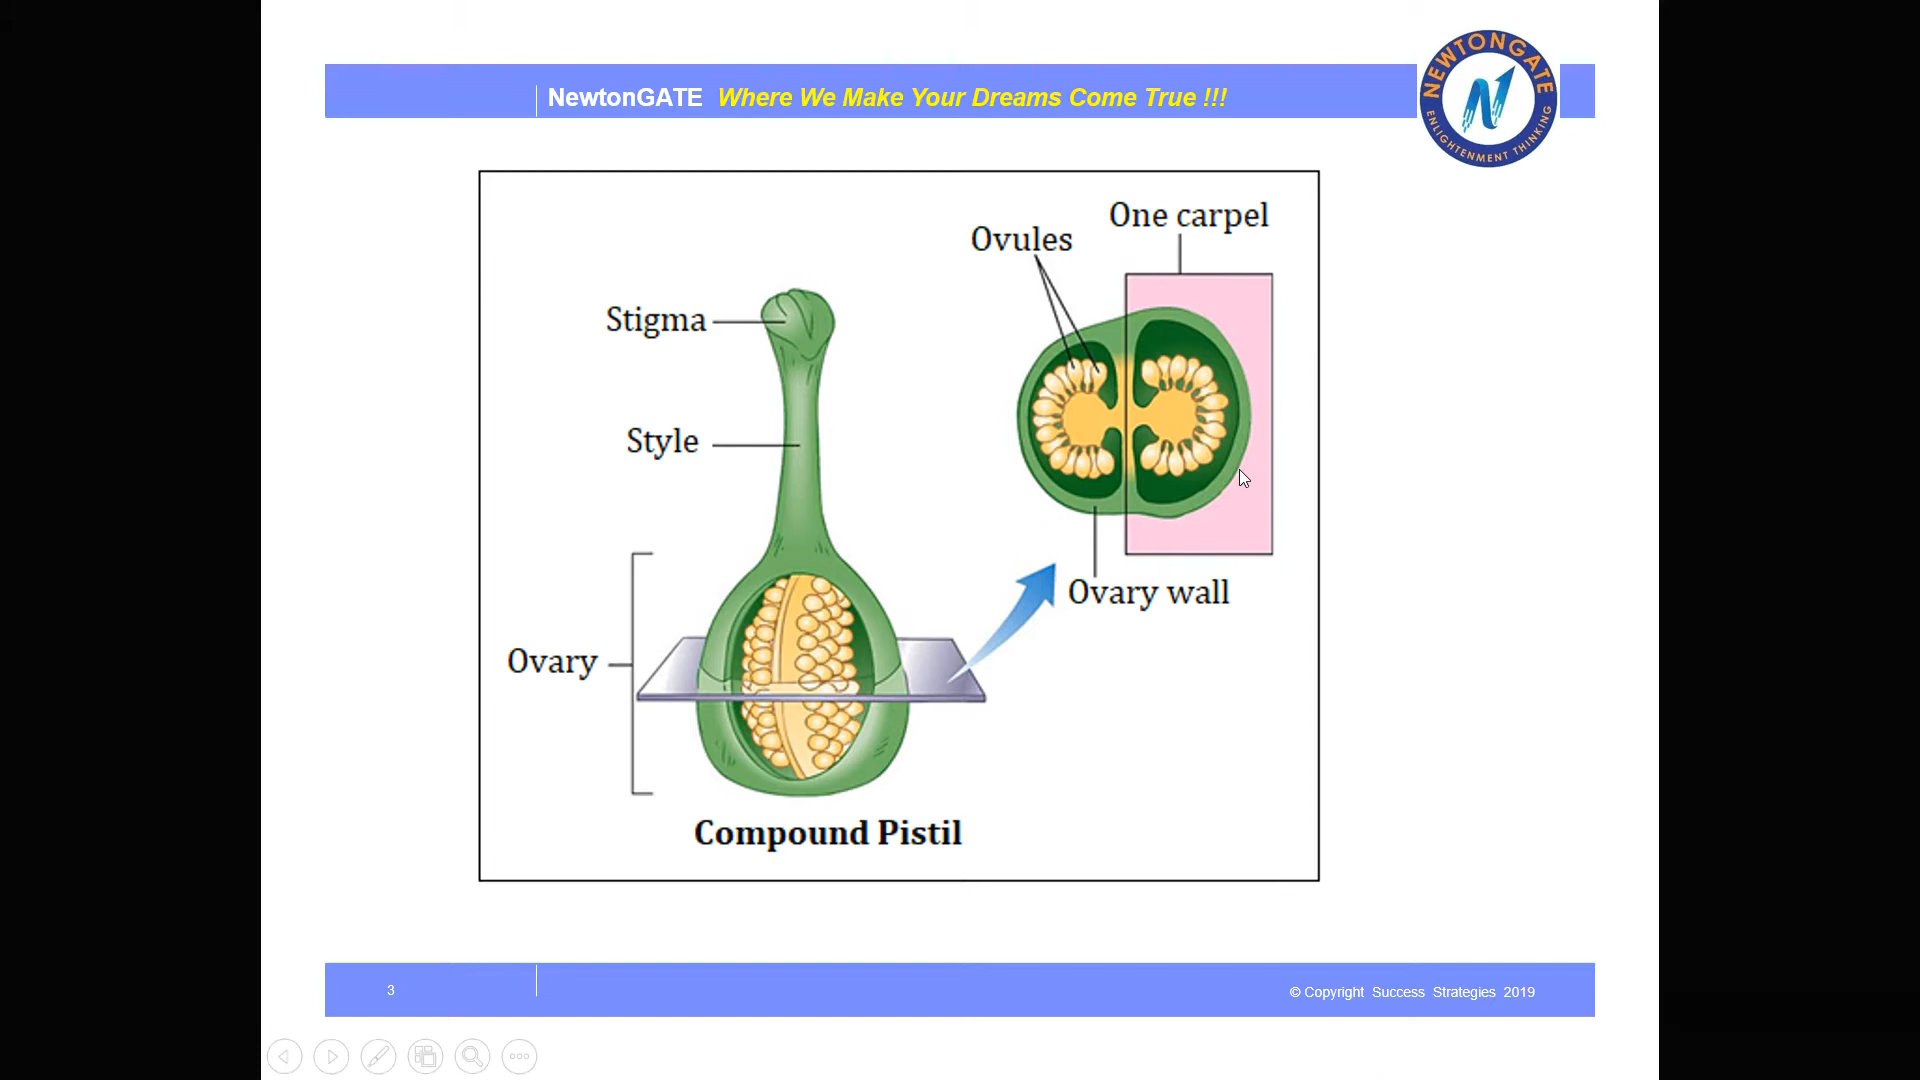 NewtonGATE Where We Make Your Dreams Come True !!!
NEWTONGATE
N
ENLIGHTENMENT THINKING
One carpel
Ovules
Stigma
Style
Ovary wall
Ovary
Compound Pistil
3
© Copyright Success Strategies 2019